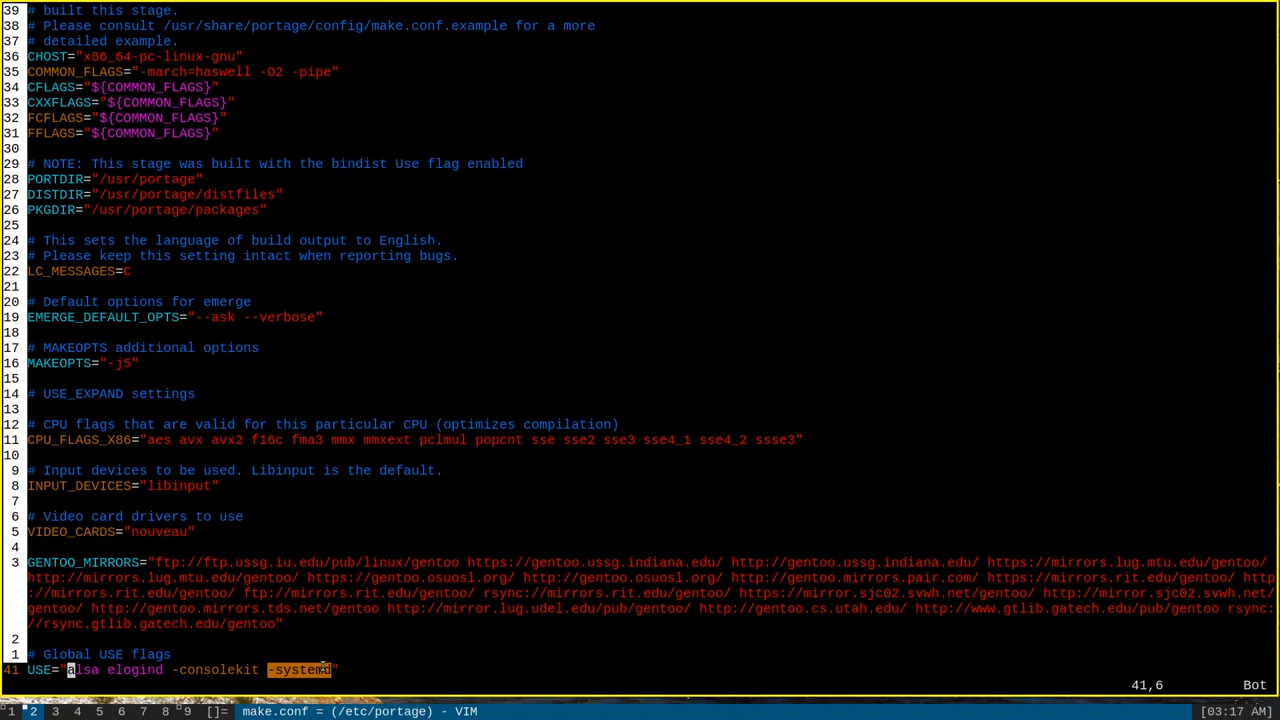 39 # built this stage.
38 # Please consult /usr/share/portage/config/make.conf.example for a more
37 # detailed example.
36 CHOST="x86_64-pc-linux-gnu"
35 COMMON_FLAGS="-march=haswell -O2 -pipe"
34 CFLAGS="${COMMON_FLAGS}"
33 CXXFLAGS="${COMMON_FLAGS}"
32 FCFLAGS="${COMMON_FLAGS}"
31 FFLAGS="${COMMON_FLAGS}"
30
29 # NOTE: This stage was built with the bindist Use flag enabled
28 PORTDIR="/usr/portage"
27 DISTDIR="/usr/portage/distfiles"
26 PKGDIR="/usr/portage/packages"
25
24 # This sets the language of build output to English.
23 # Please keep this setting intact when reporting bugs.
22 LC_MESSAGES=C
21
20 # Default options for emerge
19 EMERGE_DEFAULT_OPTS="--ask --verbose"
18
17 # MAKEOPTS additional options
16 MAKEOPTS="-j5"
15
14 # USE_EXPAND settings
13
12 # CPU flags that are valid for this particular CPU (optimizes compilation)
11 CPU_FLAGS_X86="aes avx avx2 f16c fma3 mmx mmxext pclmul popcnt sse sse2 sse3 sse4_1 sse4_2 ssse3"
10
9 # Input devices to be used. Libinput is the default.
8 INPUT_DEVICES="libinput"
7
6 # Video card drivers to use
5 VIDEO_CARDS="nouveau"
4
3 GENTOO_MIRRORS="ftp://ftp.ussg.iu.edu/pub/linux/gentoo https://gentoo.ussg.indiana.edu/ http://gentoo.ussg.indiana.edu/ https://mirrors.lug.mtu.edu/gentoo/
http://mirrors.lug.mtu.edu/gentoo/ https://gentoo.osuosl.org/ http://gentoo.osuosl.org/ http://gentoo.mirrors.pair.com/ https://mirrors.rit.edu/gentoo/ http
://mirrors.rit.edu/gentoo/ ftp://mirrors.rit.edu/gentoo/ rsync://mirrors.rit.edu/gentoo/ https://mirror.sjc02.svwh.net/gentoo/ http://mirror.sjc02.svwh.net/
gentoo/ http://gentoo.mirrors.tds.net/gentoo http://mirror.lug.udel.edu/pub/gentoo/ http://gentoo.cs.utah.edu/ http://www.gtlib.gatech.edu/pub/gentoo rsync:
//rsync.gtlib.gatech.edu/gentoo"
2
1 # Global USE flags
41 USE="alsa elogind -consolekit -systemd"
41,6 Bot
1 2 3 4 5 6 7 8 9 []= make.conf = (/etc/portage) - VIM [03:17 AM]